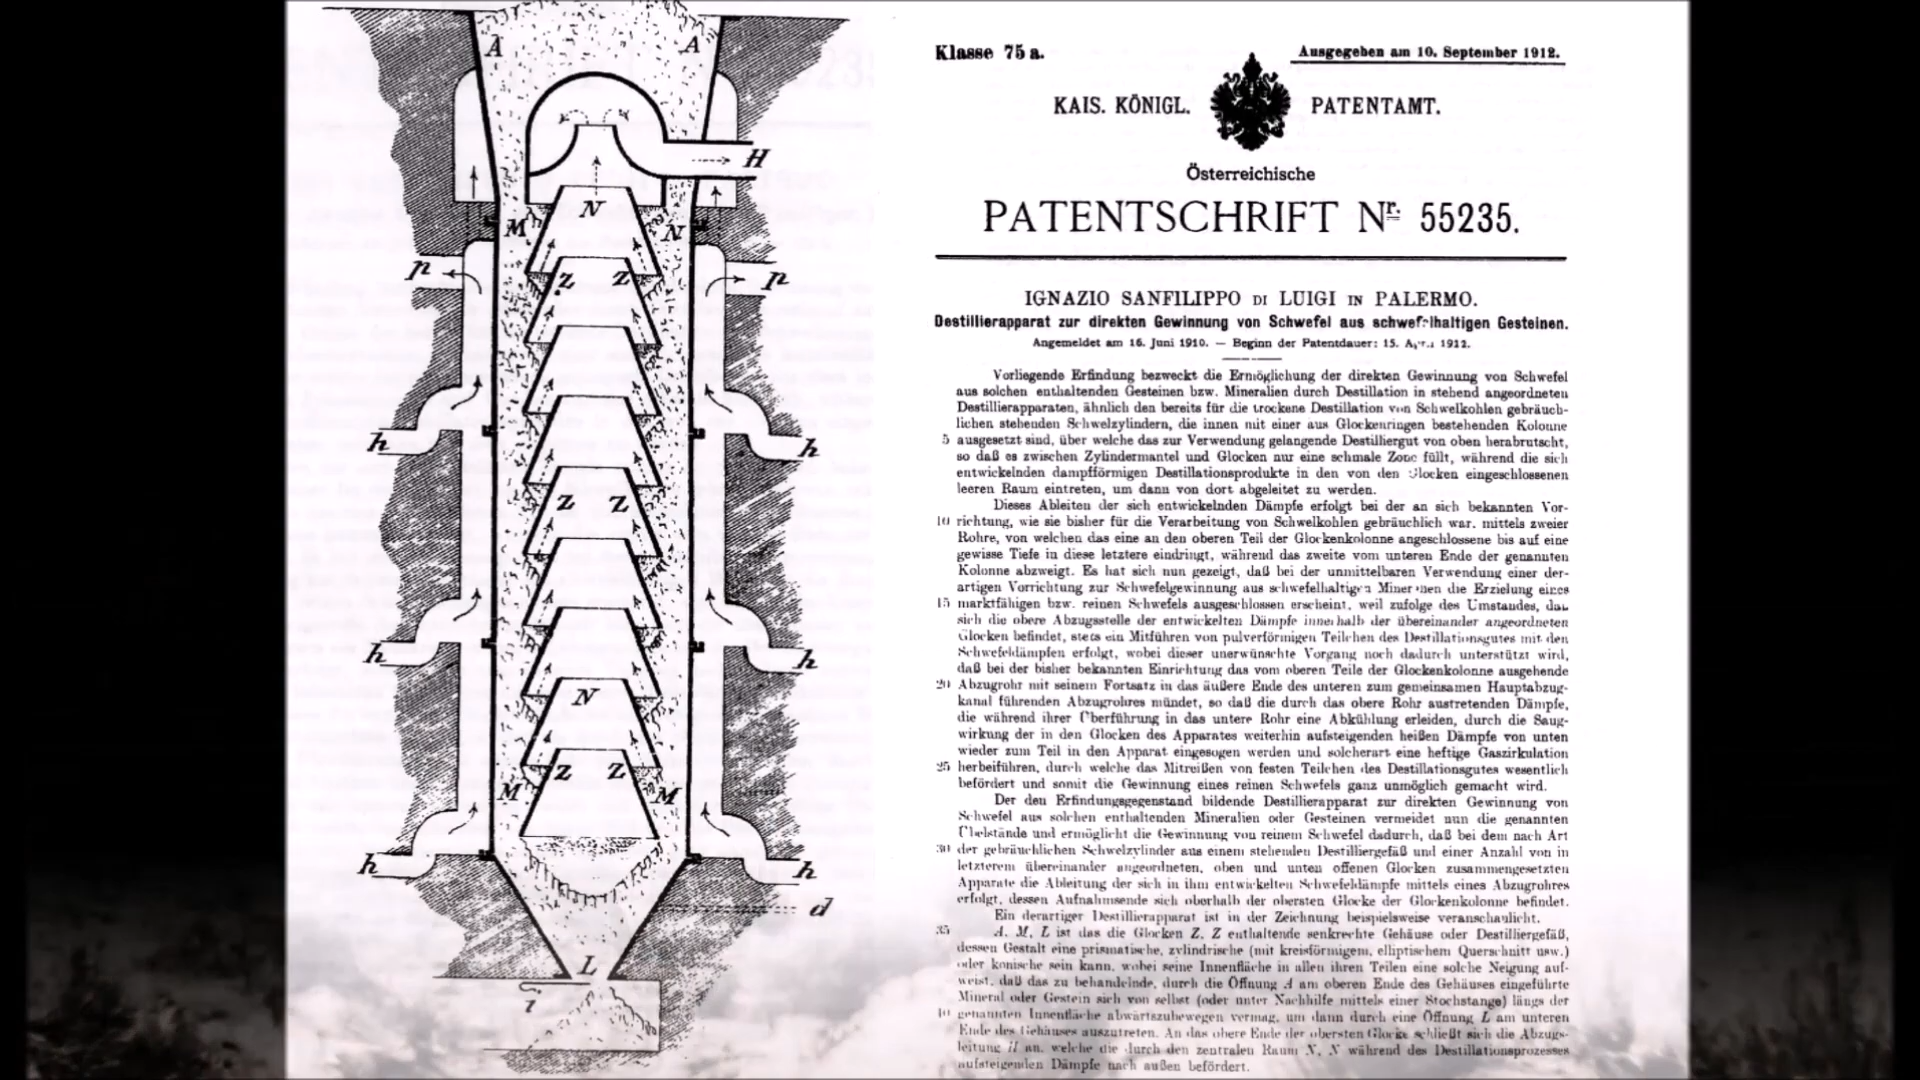 A A
H
N
M N
p Z Z p
h h
Z Z
h h
N
Z Z
M M
h h
d
L
i
Klasse 75 a.
Ausgegeben am 10. September 1912.
KAIS. KÖNIGL. PATENTAMT.
Österreichische
PATENTSCHRIFT Nr. 55235.
IGNAZIO SANFILIPPO DI LUIGI IN PALERMO.
Destillierapparat zur direkten Gewinnung von Schwefel aus schwefelhaltigen Gesteinen.
Angemeldet am 16. Juni 1910. — Beginn der Patentdauer: 15. 1912.
Vorliegende Erfindung bezweckt die Ermöglichung der direkten Gewinnung von Schwefel
aus solchen enthaltenden Gesteinen bzw. Mineralien durch Destillation in stehend angeordneten
Destillierapparaten, ähnlich den bereits für die trockene Destillation von Schwelkohlen gebräuch-
lichen stehenden Schwelzylindern, die innen mit einer aus Glockenringen bestehenden Kolonne
5 ausgesetzt sind, über welche das zur Verwendung gelangende Destilliergut von oben herabrutscht,
so daß es zwischen Zylindermantel und Glocken nur eine schmale Zone füllt, während die sich
entwickelnden dampfförmigen Destillationsprodukte in den von den Glocken eingeschlossenen
leeren Raum eintreten, um dann von dort abgeleitet zu werden.
Dieses Ableiten der sich entwickelnden Dämpfe erfolgt bei der an sich bekannten Vor-
10 richtung, wie sie bisher für die Verarbeitung von Schwelkohlen gebräuchlich war, mittels zweier
Rohre, von welchen das eine an den oberen Teil der Glockenkolonne angeschlossene bis auf eine
gewisse Tiefe in diese letztere eindringt, während das zweite vom unteren Ende der genannten
Kolonne abzweigt. Es hat sich nun gezeigt, daß bei der unmittelbaren Verwendung einer der-
artigen Vorrichtung zur Schwefelgewinnung aus schwefelhaltigen Mineralien die Erzielung eines
15 marktfähigen bzw. reinen Schwefels ausgeschlossen erscheint, weil zufolge des Umstandes, daß
sich die obere Abzugsstelle der entwickelten Dämpfe innerhalb der übereinander angeordneten
Glocken befindet, stets ein Mitführen von pulverförmigen Teilchen des Destillationsgutes mit den
Schwefeldämpfen erfolgt, wobei dieser unerwünschte Vorgang noch dadurch unterstützt wird,
daß bei der bisher bekannten Einrichtung das vom oberen Teile der Glockenkolonne ausgehende
20 Abzugrohr mit seinem Fortsatz in das äußere Ende des unteren zum gemeinsamen Hauptabzug-
kanal führenden Abzugrohres mündet, so daß die durch das obere Rohr austretenden Dämpfe,
die während ihrer Überführung in das untere Rohr eine Abkühlung erleiden, durch die Saug-
wirkung der in den Glocken des Apparates weiterhin aufsteigenden heißen Dämpfe von unten
wieder zum Teil in den Apparat eingesogen werden und solcherart eine heftige Gaszirkulation
25 herbeiführen, durch welche das Mitreißen von festen Teilchen des Destillationsgutes wesentlich
befördert und somit die Gewinnung eines reinen Schwefels ganz unmöglich gemacht wird.
Der den Erfindungsgegenstand bildende Destillierapparat zur direkten Gewinnung von
Schwefel aus solchen enthaltenden Mineralien oder Gesteinen vermeidet nun die genannten
Übelstände und ermöglicht die Gewinnung von reinem Schwefel dadurch, daß bei dem nach Art
30 der gebräuchlichen Schwelzylinder aus einem stehenden Destilliergefäß und einer Anzahl von in
letzterem übereinander angeordneten, oben und unten offenen Glocken zusammengesetzten
Apparate die Ableitung der sich in ihm entwickelten Schwefeldämpfe mittels eines Abzugrohres
erfolgt, dessen Aufnahmsende sich oberhalb der obersten Glocke der Glockenkolonne befindet.
Ein derartiger Destillierapparat ist in der Zeichnung beispielsweise veranschaulicht.
35 A, M, L ist das die Glocken Z, Z enthaltende senkrechte Gehäuse oder Destilliergefäß,
dessen Gestalt eine prismatische, zylindrische (mit kreisförmigem, elliptischem Querschnitt usw.)
oder konische sein kann, wobei seine Innenfläche in allen ihren Teilen eine solche Neigung auf-
weist, daß das zu behandelnde, durch die Öffnung A am oberen Ende des Gehäuses eingeführte
Mineral oder Gestein sich von selbst (oder unter Nachhilfe mittels einer Stochstange) längs der
40 genannten Innenfläche abwärtszubewegen vermag, um dann durch eine Öffnung L am unteren
Ende des Gehäuses auszutreten. An das obere Ende der obersten Glocke schließt sich die Abzugs-
leitung H an, welche die durch den zentralen Raum N, N während des Destillationsprozesses
aufsteigenden Dämpfe nach außen befördert.